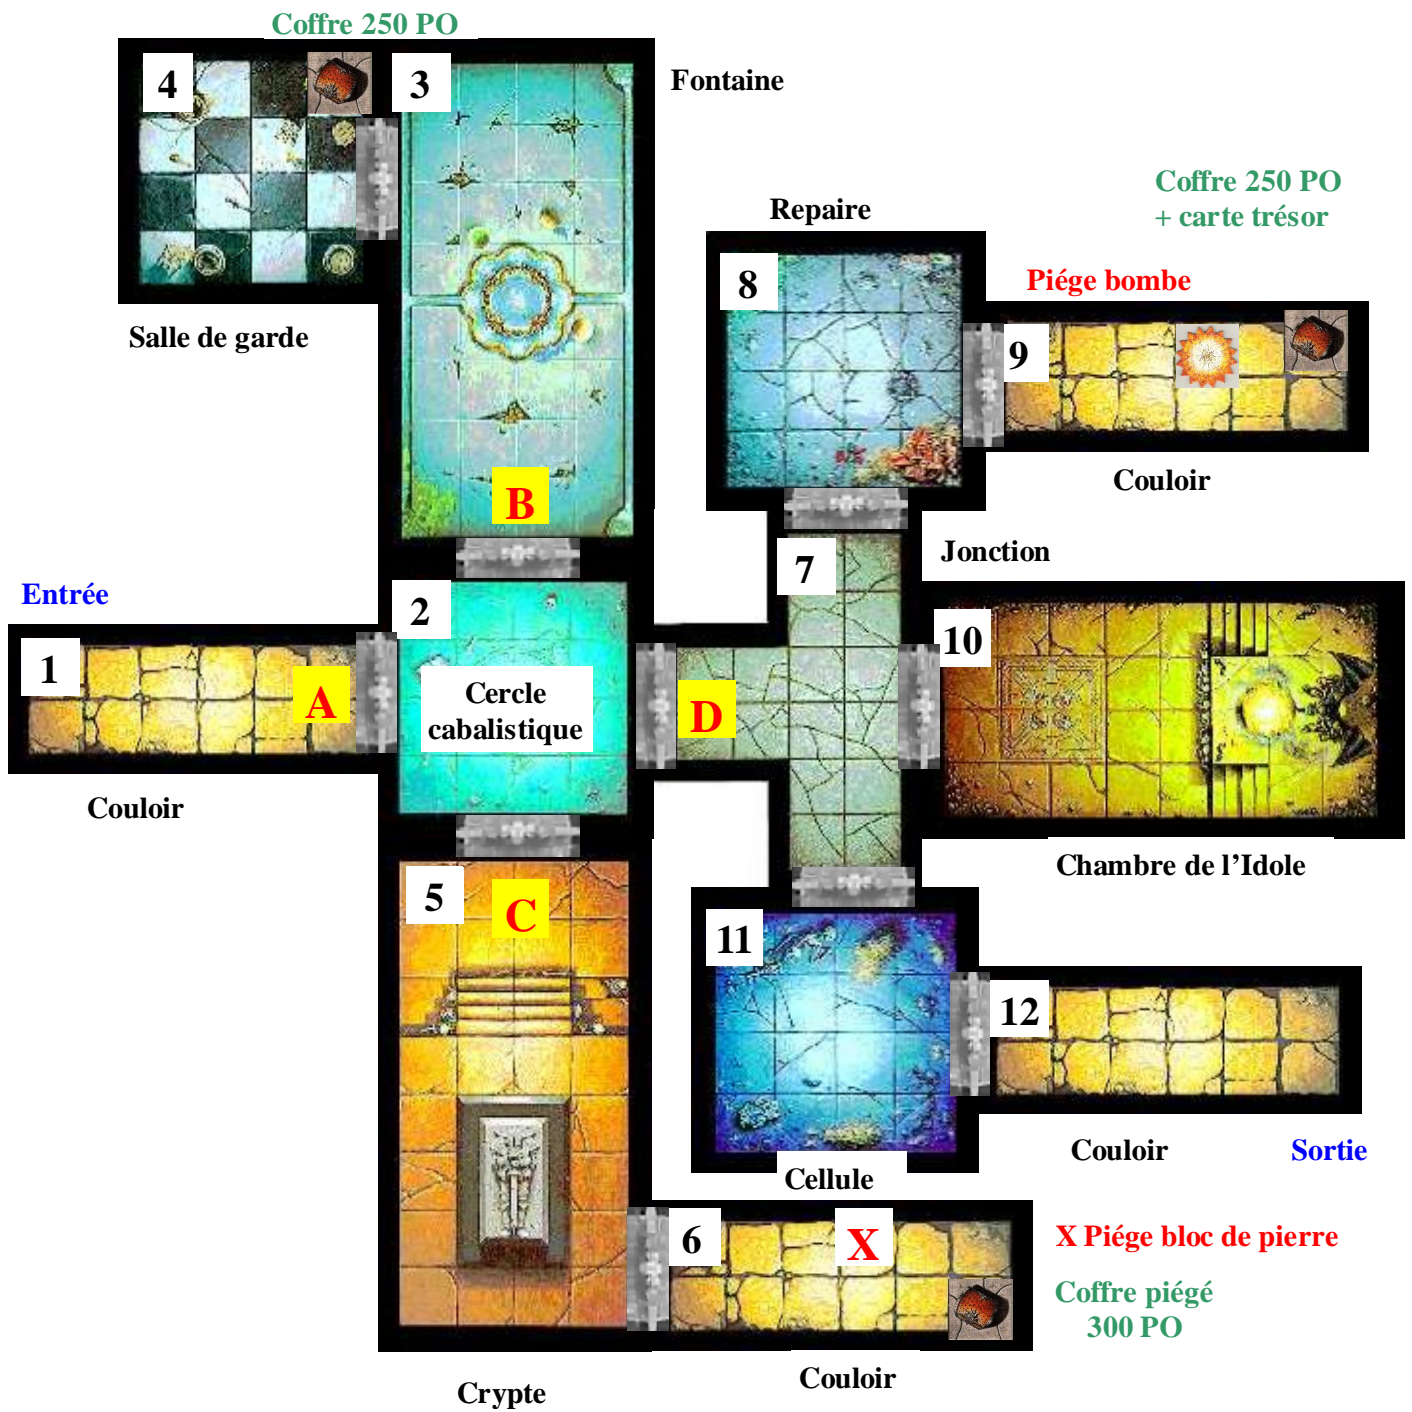 Coffre 250 PO
4
3
Fontaine
Coffre 250 PO
+ carte trésor
Repaire
8
Piége bombe
Salle de garde
9
Couloir
B
Jonction
7
Entrée
2
10
1
A
Cercle
cabalistique
D
Couloir
Chambre de l'Idole
5
C
11
12
Couloir
Sortie
Cellule
6
X
X Piége bloc de pierre
Coffre piégé
300 PO
Couloir
Crypte